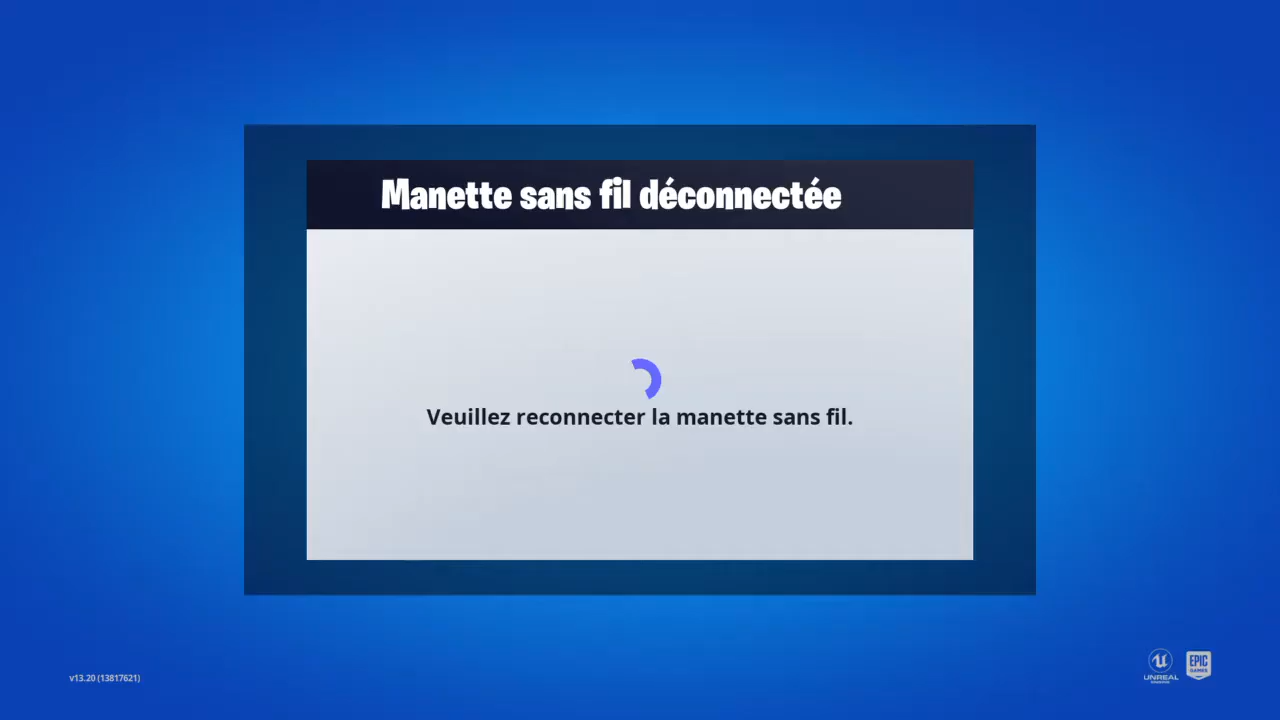 Manette sans fil déconnectée
Veuillez reconnecter la manette sans fil.
v13.20 (13817621)
UNREAL
EPIC
GAMES